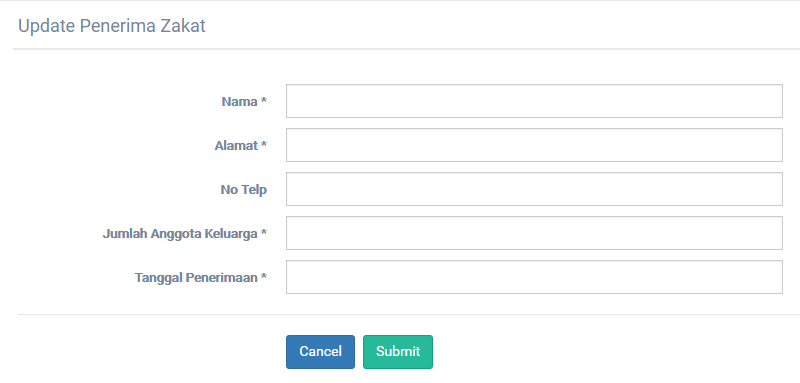 Update Penerima Zakat
Nama *
Alamat *
No Telp
Jumlah Anggota Keluarga *
Tanggal Penerimaan *
Cancel Submit